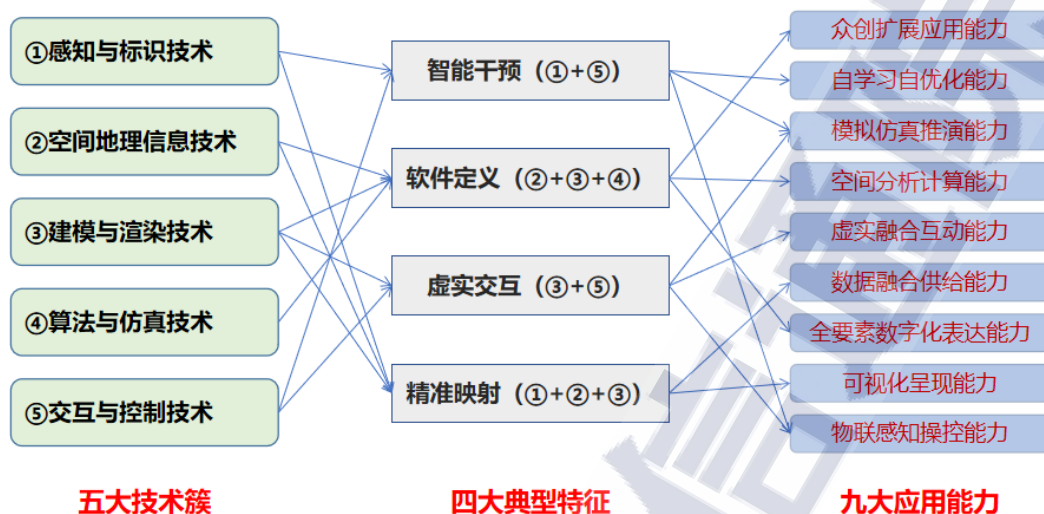 ①感知与标识技术
②空间地理信息技术
③建模与渲染技术
④算法与仿真技术
⑤交互与控制技术
五大技术簇
智能干预（①+⑤）
软件定义（②+③+④）
虚实交互（③+⑤）
精准映射（①+②+③）
四大典型特征
众创扩展应用能力
自学习自优化能力
模拟仿真推演能力
空间分析计算能力
虚实融合互动能力
数据融合供给能力
全要素数字化表达能力
可视化呈现能力
物联感知操控能力
九大应用能力